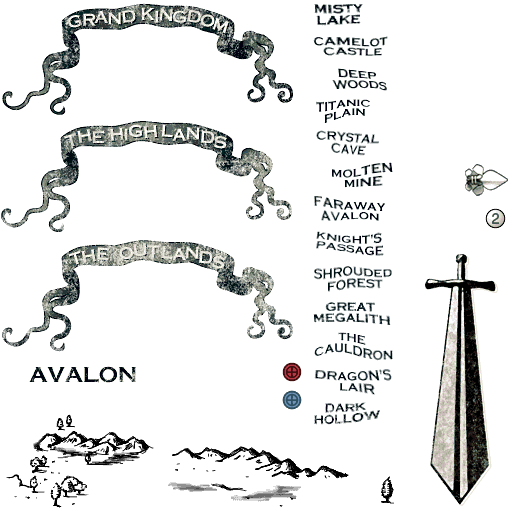 GRAND KINGDOM
THE HIGHLANDS
THE OUTLANDS
AVALON
MISTY
LAKE
CAMELOT
CASTLE
DEEP
WOODS
TITANIC
PLAIN
CRYSTAL
CAVE
MOLTEN
MINE
FARAWAY
AVALON
KNIGHT'S
PASSAGE
SHROUDED
FOREST
GREAT
MEGALITH
THE
CAULDRON
DRAGON'S
LAIR
DARK
HOLLOW
2